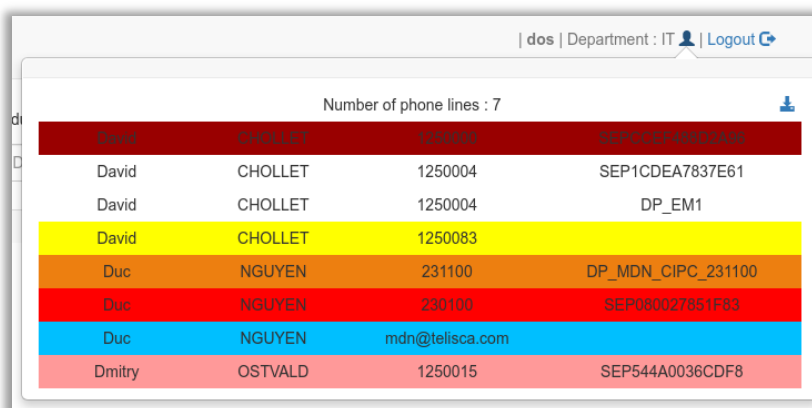 | dos | Department : IT | Logout
Number of phone lines : 7
David CHOLLET 1250000
David CHOLLET 1250004 SEP1CDEA7837E61
David CHOLLET 1250004 DP_EM1
David CHOLLET 1250083
Duc NGUYEN 231100 DP_MDN_CIPC_231100
Duc NGUYEN 230100 SEP080027851F83
Duc NGUYEN mdn@telisca.com
Dmitry OSTVALD 1250015 SEP544A0036CDF8